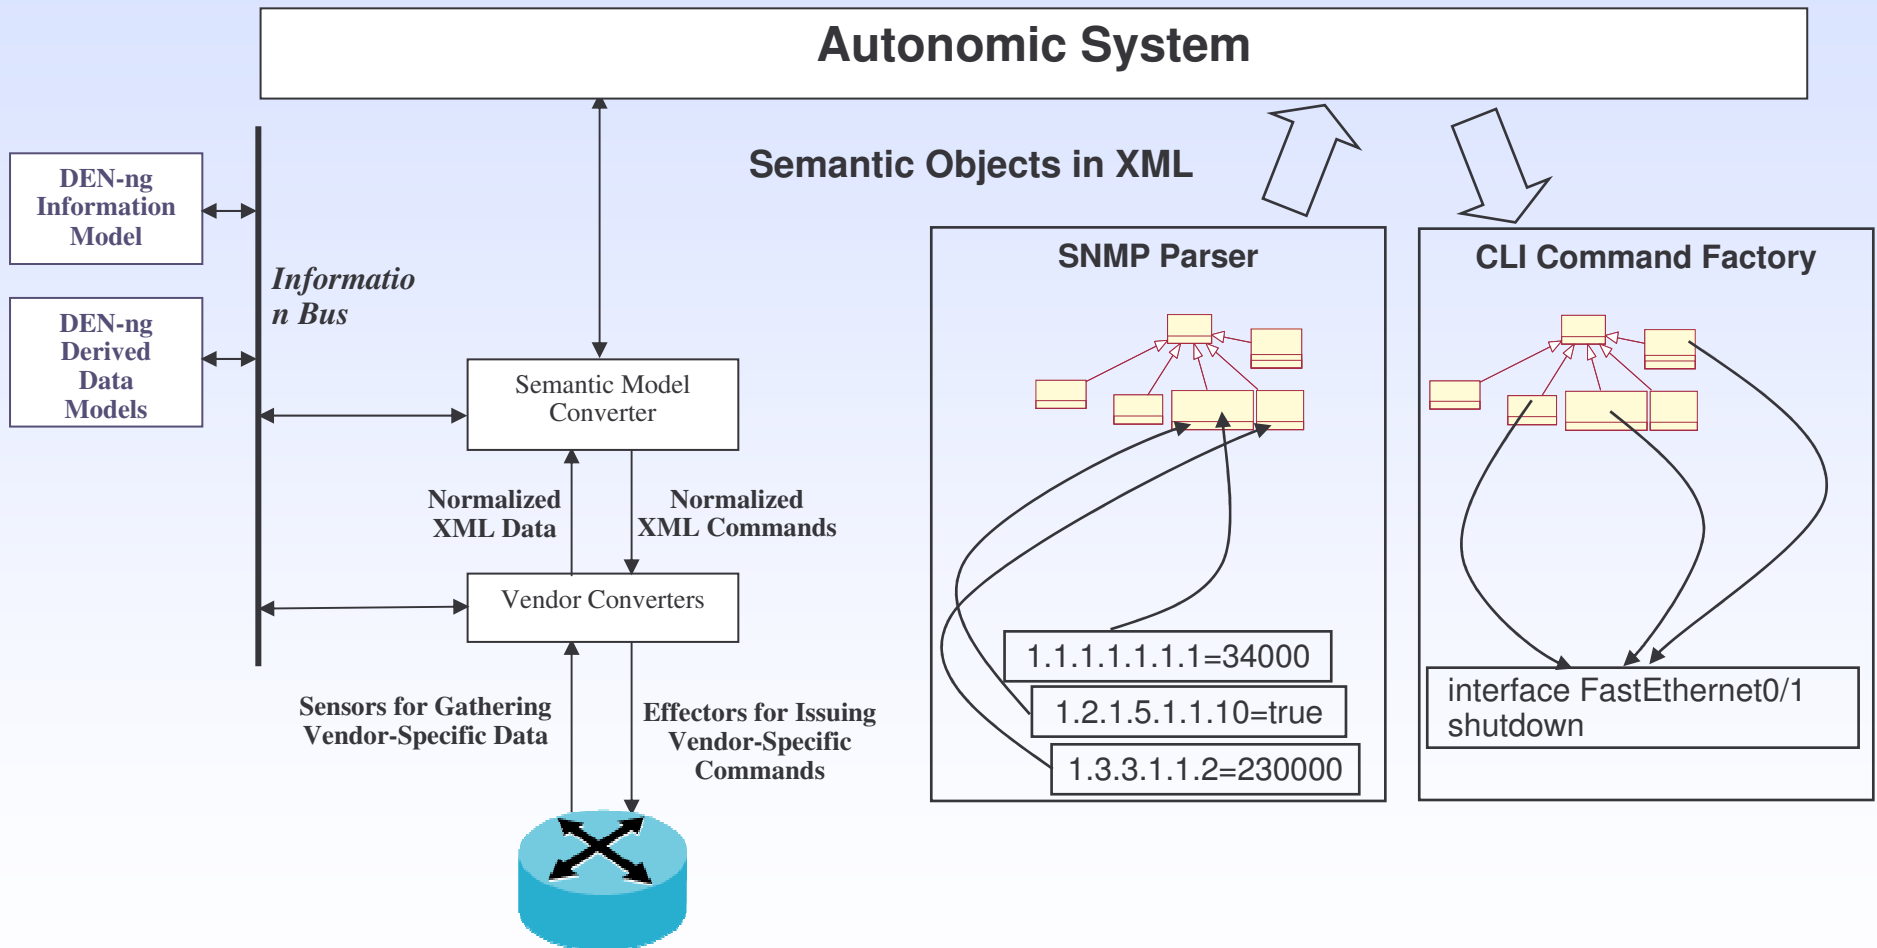 Autonomic System
Semantic Objects in XML
DEN-ng
Information
Model
DEN-ng
Derived
Data
Models
Informatio
n Bus
Semantic Model
Converter
Normalized
XML Data
Normalized
XML Commands
Vendor Converters
Sensors for Gathering
Vendor-Specific Data
Effectors for Issuing
Vendor-Specific
Commands
SNMP Parser
1.1.1.1.1.1.1=34000
1.2.1.5.1.1.10=true
1.3.3.1.1.2=230000
CLI Command Factory
interface FastEthernet0/1
shutdown